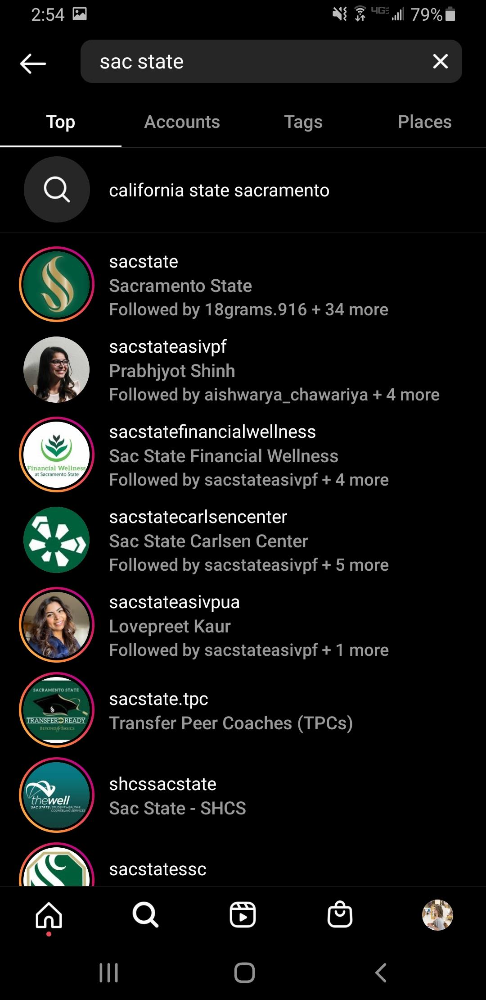 2:54 4G LTE 79%
sac state
Top Accounts Tags Places
california state sacramento
sacstate
Sacramento State
Followed by 18grams.916 + 34 more
sacstateasivpf
Prabhjyot Shinh
Followed by aishwarya_chawariya + 4 more
Financial Wellness
at Sacramento State
sacstatefinancialwellness
Sac State Financial Wellness
Followed by sacstateasivpf + 4 more
sacstatecarlsencenter
Sac State Carlsen Center
Followed by sacstateasivpf + 5 more
sacstateasivpua
Lovepreet Kaur
Followed by sacstateasivpf + 1 more
SACRAMENTO STATE
TRANSFER READY
BEYOND the BASICS
sacstate.tpc
Transfer Peer Coaches (TPCs)
thewell
SAC STATE | STUDENT HEALTH &
COUNSELING SERVICES
shcssacstate
Sac State - SHCS
sacstatessc